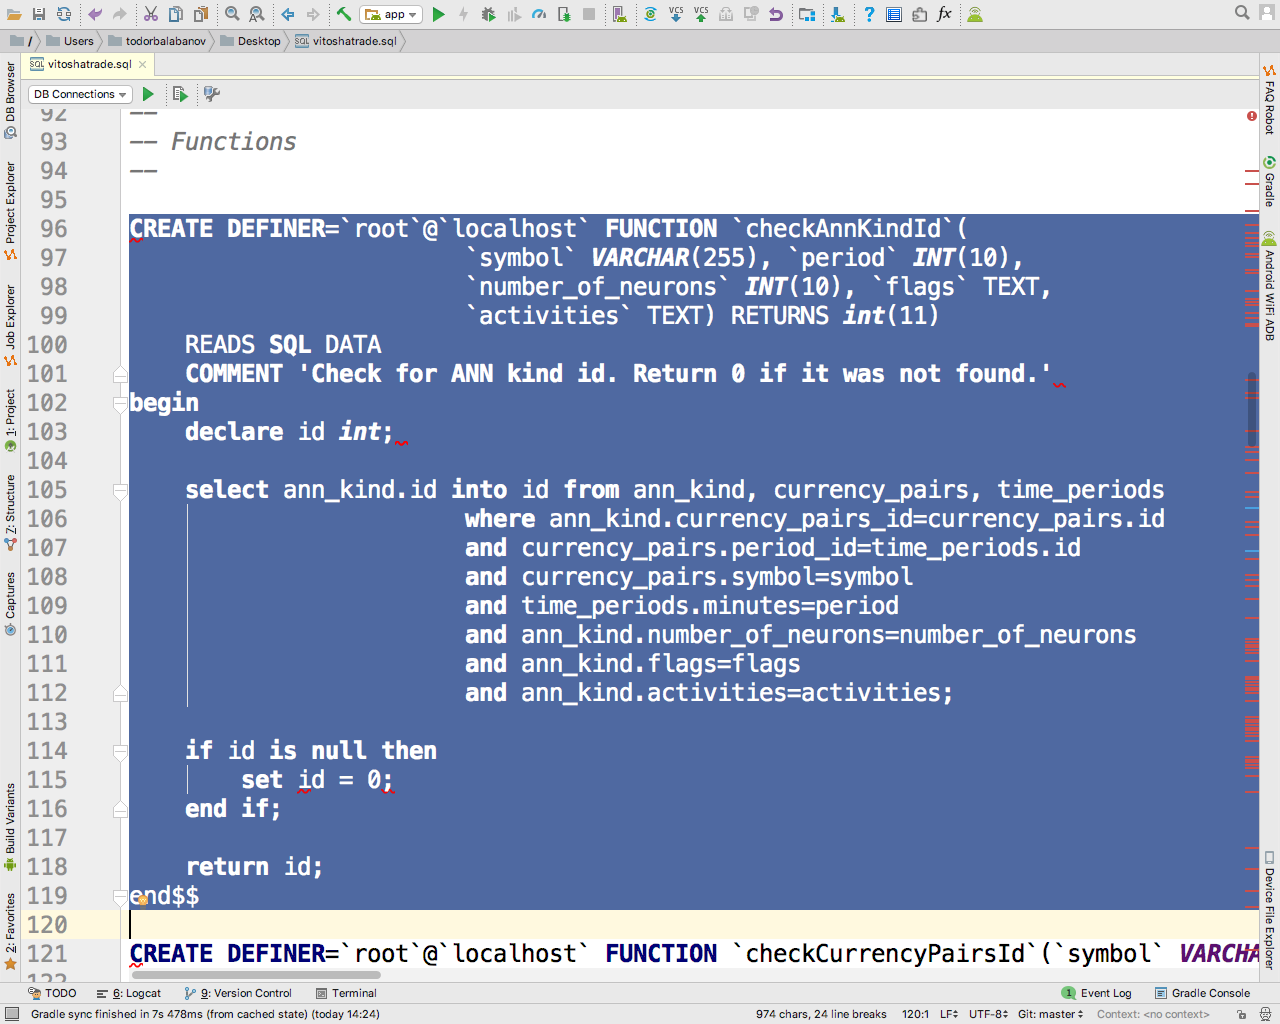 app
VCS VCS
/ Users todorbalabanov Desktop vitoshatrade.sql
vitoshatrade.sql
DB Connections
92 --
93 -- Functions
94 --
95
96 CREATE DEFINER=`root`@`localhost` FUNCTION `checkAnnKindId`(
97 `symbol` VARCHAR(255), `period` INT(10),
98 `number_of_neurons` INT(10), `flags` TEXT,
99 `activities` TEXT) RETURNS int(11)
100 READS SQL DATA
101 COMMENT 'Check for ANN kind id. Return 0 if it was not found.'
102 begin
103 declare id int;
104
105 select ann_kind.id into id from ann_kind, currency_pairs, time_periods
106 where ann_kind.currency_pairs_id=currency_pairs.id
107 and currency_pairs.period_id=time_periods.id
108 and currency_pairs.symbol=symbol
109 and time_periods.minutes=period
110 and ann_kind.number_of_neurons=number_of_neurons
111 and ann_kind.flags=flags
112 and ann_kind.activities=activities;
113
114 if id is null then
115 set id = 0;
116 end if;
117
118 return id;
119 end$$
120
121 CREATE DEFINER=`root`@`localhost` FUNCTION `checkCurrencyPairsId`(`symbol` VARCHA
122
DB Browser
Project Explorer
Job Explorer
1: Project
7: Structure
Captures
Build Variants
2: Favorites
FAQ Robot
Gradle
Android WiFi ADB
Device File Explorer
TODO 6: Logcat 9: Version Control Terminal 1 Event Log Gradle Console
Gradle sync finished in 7s 478ms (from cached state) (today 14:24) 974 chars, 24 line breaks 120:1 LF UTF-8 Git: master Context: <no context>